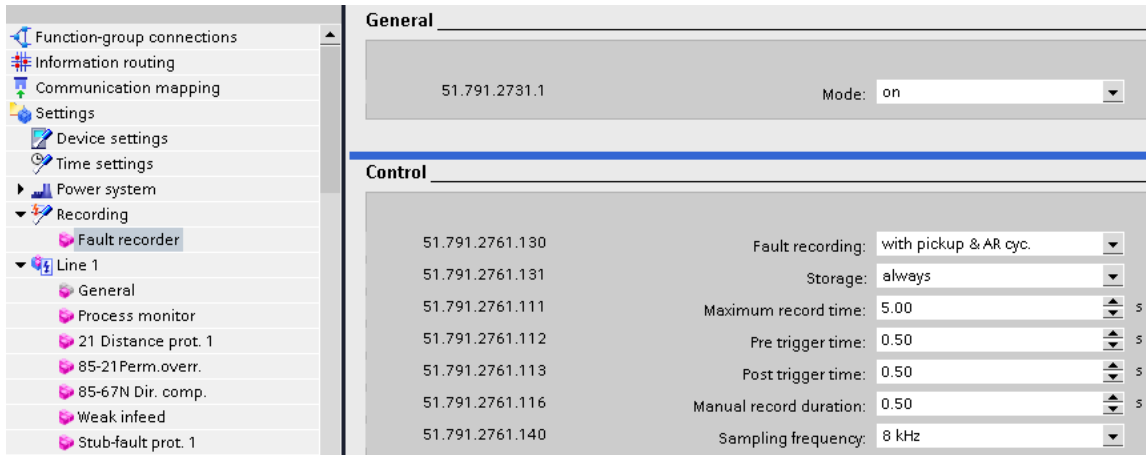 Function-group connections
Information routing
Communication mapping
Settings
Device settings
Time settings
Power system
Recording
Fault recorder
Line 1
General
Process monitor
21 Distance prot. 1
85-21Perm.overr.
85-67N Dir. comp.
Weak infeed
Stub-fault prot. 1
General
51.791.2731.1 Mode: on
Control
51.791.2761.130 Fault recording: with pickup & AR cyc.
51.791.2761.131 Storage: always
51.791.2761.111 Maximum record time: 5.00 s
51.791.2761.112 Pre trigger time: 0.50 s
51.791.2761.113 Post trigger time: 0.50 s
51.791.2761.116 Manual record duration: 0.50 s
51.791.2761.140 Sampling frequency: 8 kHz